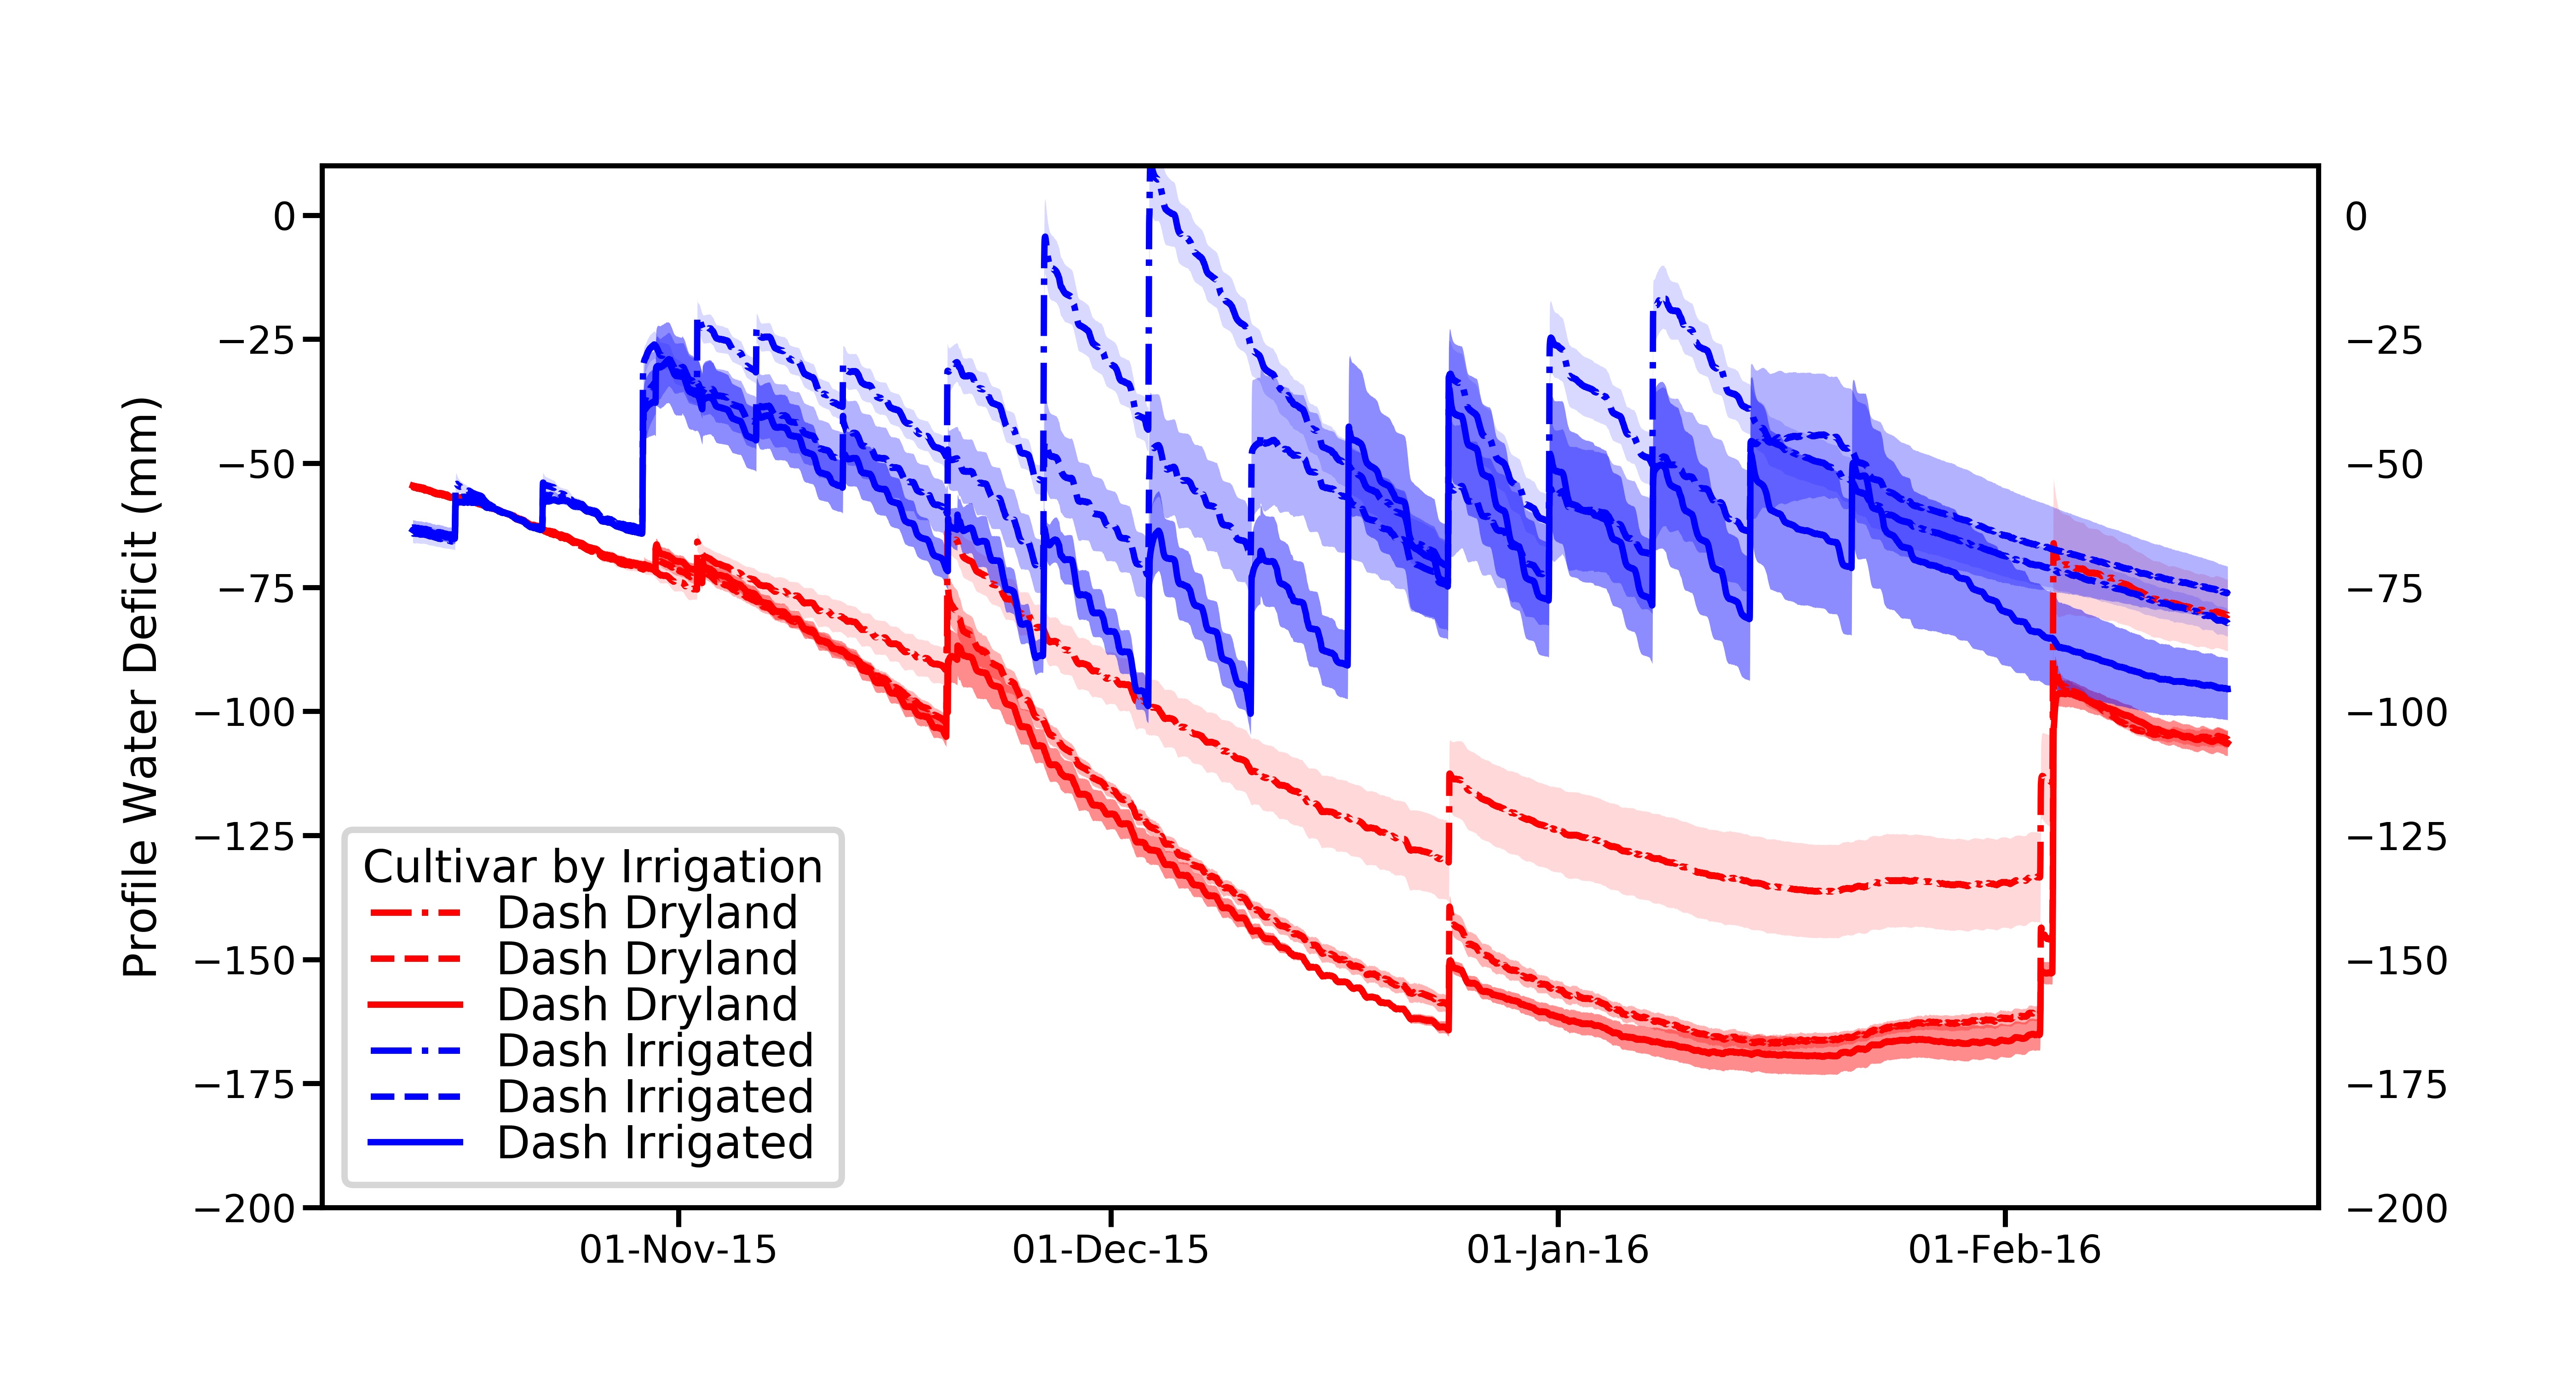 Profile Water Deficit (mm)
0
−25
−50
−75
−100
−125
−150
−175
−200
0
−25
−50
−75
−100
−125
−150
−175
−200
Cultivar by Irrigation
Dash Dryland
Dash Dryland
Dash Dryland
Dash Irrigated
Dash Irrigated
Dash Irrigated
01-Nov-15
01-Dec-15
01-Jan-16
01-Feb-16